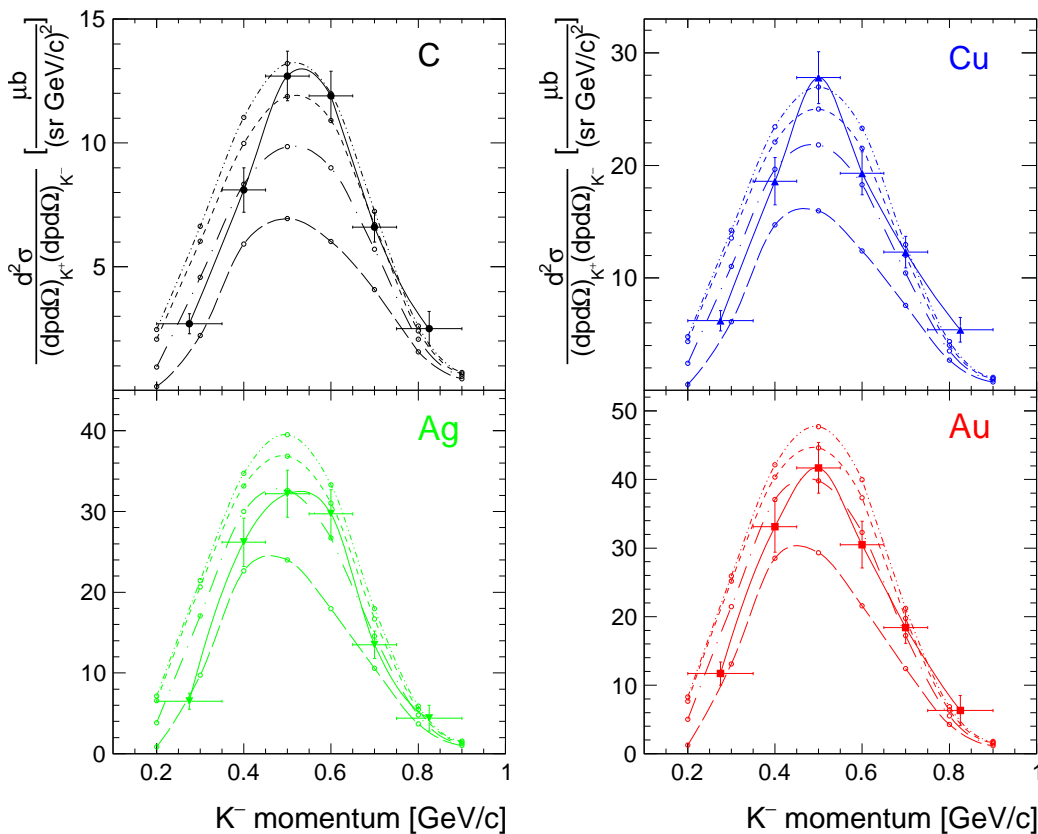 C
15
10
5
d²σ
(dpdΩ)K⁺(dpdΩ)K⁻
[ μb
(sr GeV/c)² ]
Cu
30
20
10
d²σ
(dpdΩ)K⁺(dpdΩ)K⁻
[ μb
(sr GeV/c)² ]
Ag
40
30
20
10
0
0.2 0.4 0.6 0.8 1
K⁻ momentum [GeV/c]
Au
50
40
30
20
10
0
0.2 0.4 0.6 0.8 1
K⁻ momentum [GeV/c]